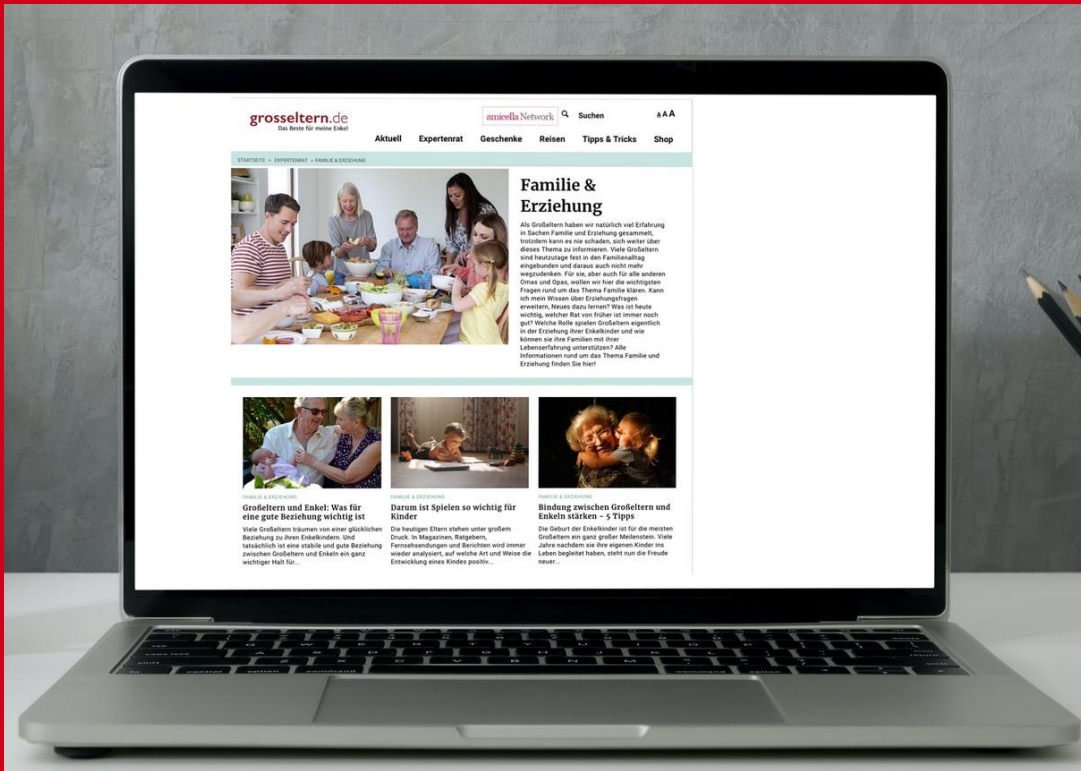 grosseltern.de
Das Beste für meine Enkel
amicella Network
Suchen
A A A
Aktuell Expertenrat Geschenke Reisen Tipps & Tricks Shop
STARTSEITE > EXPERTENRAT > FAMILIE & ERZIEHUNG
Familie &
Erziehung
Als Großeltern haben wir natürlich viel Erfahrung
in Sachen Familie und Erziehung gesammelt,
trotzdem kann es nie schaden, sich weiter über
dieses Thema zu informieren. Viele Großeltern
sind heutzutage fest in den Familienalltag
eingebunden und daraus auch nicht mehr
wegzudenken. Für sie, aber auch für alle anderen
Omas und Opas, wollen wir hier die wichtigsten
Fragen rund um das Thema Familie klären. Kann
ich mein Wissen über Erziehungsfragen
erweitern, Neues dazu lernen? Was ist heute
wichtig, welcher Rat von früher ist immer noch
gut? Welche Rolle spielen Großeltern eigentlich
in der Erziehung ihrer Enkelkinder und wie
können sie ihre Familien mit ihrer
Lebenserfahrung unterstützen? Alle
Informationen rund um das Thema Familie und
Erziehung finden Sie hier!
FAMILIE & ERZIEHUNG
Großeltern und Enkel: Was für
eine gute Beziehung wichtig ist
Viele Großeltern träumen von einer glücklichen
Beziehung zu ihren Enkelkindern. Und
tatsächlich ist eine stabile und gute Beziehung
zwischen Großeltern und Enkeln ein ganz
wichtiger Halt für...
FAMILIE & ERZIEHUNG
Darum ist Spielen so wichtig für
Kinder
Die heutigen Eltern stehen unter großem
Druck. In Magazinen, Ratgebern,
Fernsehsendungen und Berichten wird immer
wieder analysiert, auf welche Art und Weise die
Entwicklung eines Kindes positiv...
FAMILIE & ERZIEHUNG
Bindung zwischen Großeltern und
Enkeln stärken - 5 Tipps
Die Geburt der Enkelkinder ist für die meisten
Großeltern ein ganz großer Meilenstein. Viele
Jahre nachdem sie ihre eigenen Kinder ins
Leben begleitet haben, steht nun die Freude
neuer...
tab Q W E R T Y U I O P
caps lock A S D F G H J K L
shift Z X C V B N M shift
fn control option command command option